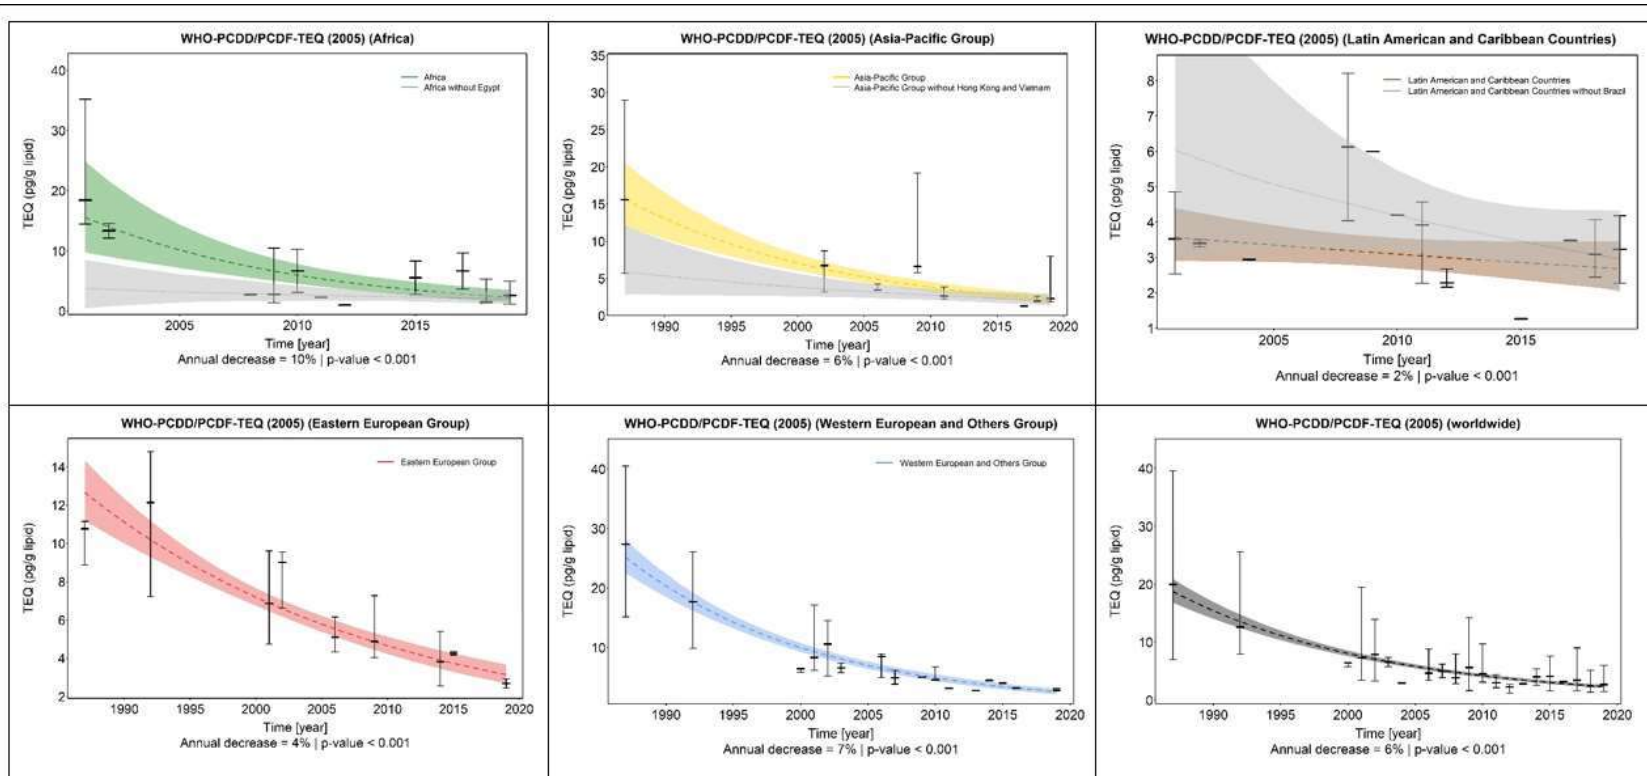 WHO-PCDD/PCDF-TEQ (2005) (Africa)
40
30
20
10
0
TEQ (pg/g lipid)
Africa
Africa without Egypt
2005
2010
2015
Time [year]
Annual decrease = 10% | p-value < 0.001
WHO-PCDD/PCDF-TEQ (2005) (Asia-Pacific Group)
35
30
25
20
15
10
5
0
TEQ (pg/g lipid)
Asia-Pacific Group
Asia-Pacific Group without Hong Kong and Vietnam
1990
1995
2000
2005
2010
2015
2020
Time [year]
Annual decrease = 6% | p-value < 0.001
WHO-PCDD/PCDF-TEQ (2005) (Latin American and Caribbean Countries)
8
7
6
5
4
3
2
1
TEQ (pg/g lipid)
Latin American and Caribbean Countries
Latin American and Caribbean Countries without Brazil
2005
2010
2015
Time [year]
Annual decrease = 2% | p-value < 0.001
WHO-PCDD/PCDF-TEQ (2005) (Eastern European Group)
14
12
10
8
6
4
2
TEQ (pg/g lipid)
Eastern European Group
1990
1995
2000
2005
2010
2015
2020
Time [year]
Annual decrease = 4% | p-value < 0.001
WHO-PCDD/PCDF-TEQ (2005) (Western European and Others Group)
40
30
20
10
TEQ (pg/g lipid)
Western European and Others Group
1990
1995
2000
2005
2010
2015
2020
Time [year]
Annual decrease = 7% | p-value < 0.001
WHO-PCDD/PCDF-TEQ (2005) (worldwide)
40
30
20
10
0
TEQ (pg/g lipid)
1990
1995
2000
2005
2010
2015
2020
Time [year]
Annual decrease = 6% | p-value < 0.001